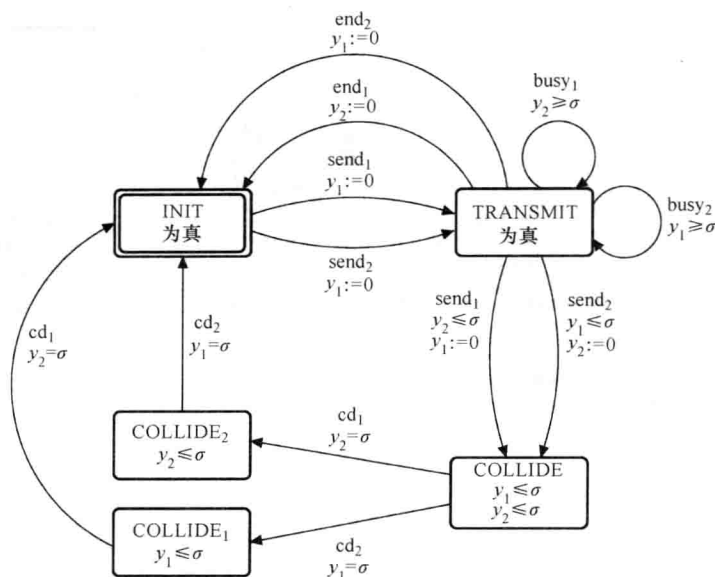 end₂
y₁:=0
end₁
y₂:=0
busy₁
y₂≥σ
send₁
y₁:=0
INIT
为真
TRANSMIT
为真
busy₂
y₁≥σ
send₂
y₁:=0
send₁
y₂≤σ
y₁:=0
send₂
y₁≤σ
y₂:=0
cd₁
y₂=σ
cd₂
y₁=σ
COLLIDE₂
y₂≤σ
cd₁
y₂=σ
COLLIDE
y₁≤σ
y₂≤σ
COLLIDE₁
y₁≤σ
cd₂
y₁=σ